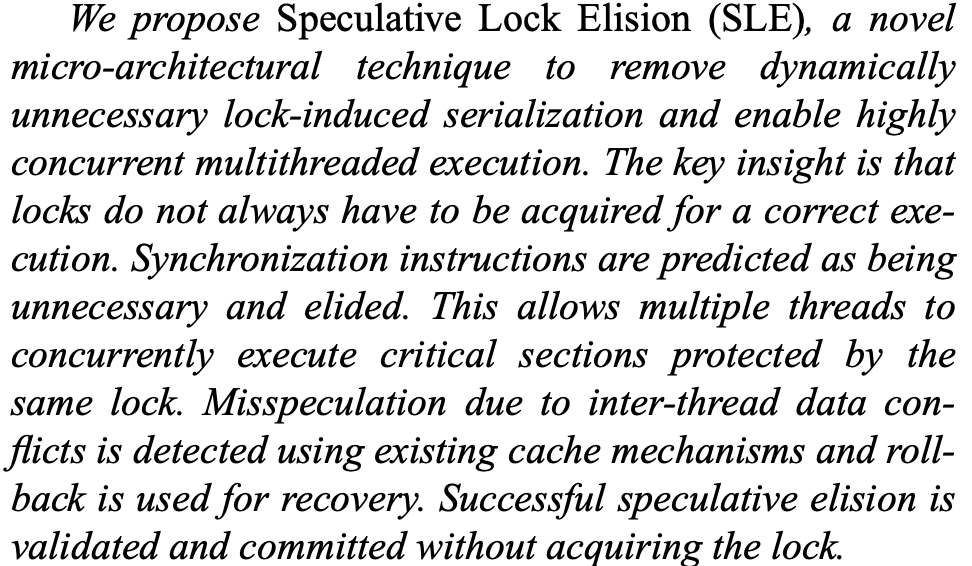 We propose Speculative Lock Elision (SLE), a novel
micro-architectural technique to remove dynamically
unnecessary lock-induced serialization and enable highly
concurrent multithreaded execution. The key insight is that
locks do not always have to be acquired for a correct exe-
cution. Synchronization instructions are predicted as being
unnecessary and elided. This allows multiple threads to
concurrently execute critical sections protected by the
same lock. Misspeculation due to inter-thread data con-
flicts is detected using existing cache mechanisms and roll-
back is used for recovery. Successful speculative elision is
validated and committed without acquiring the lock.